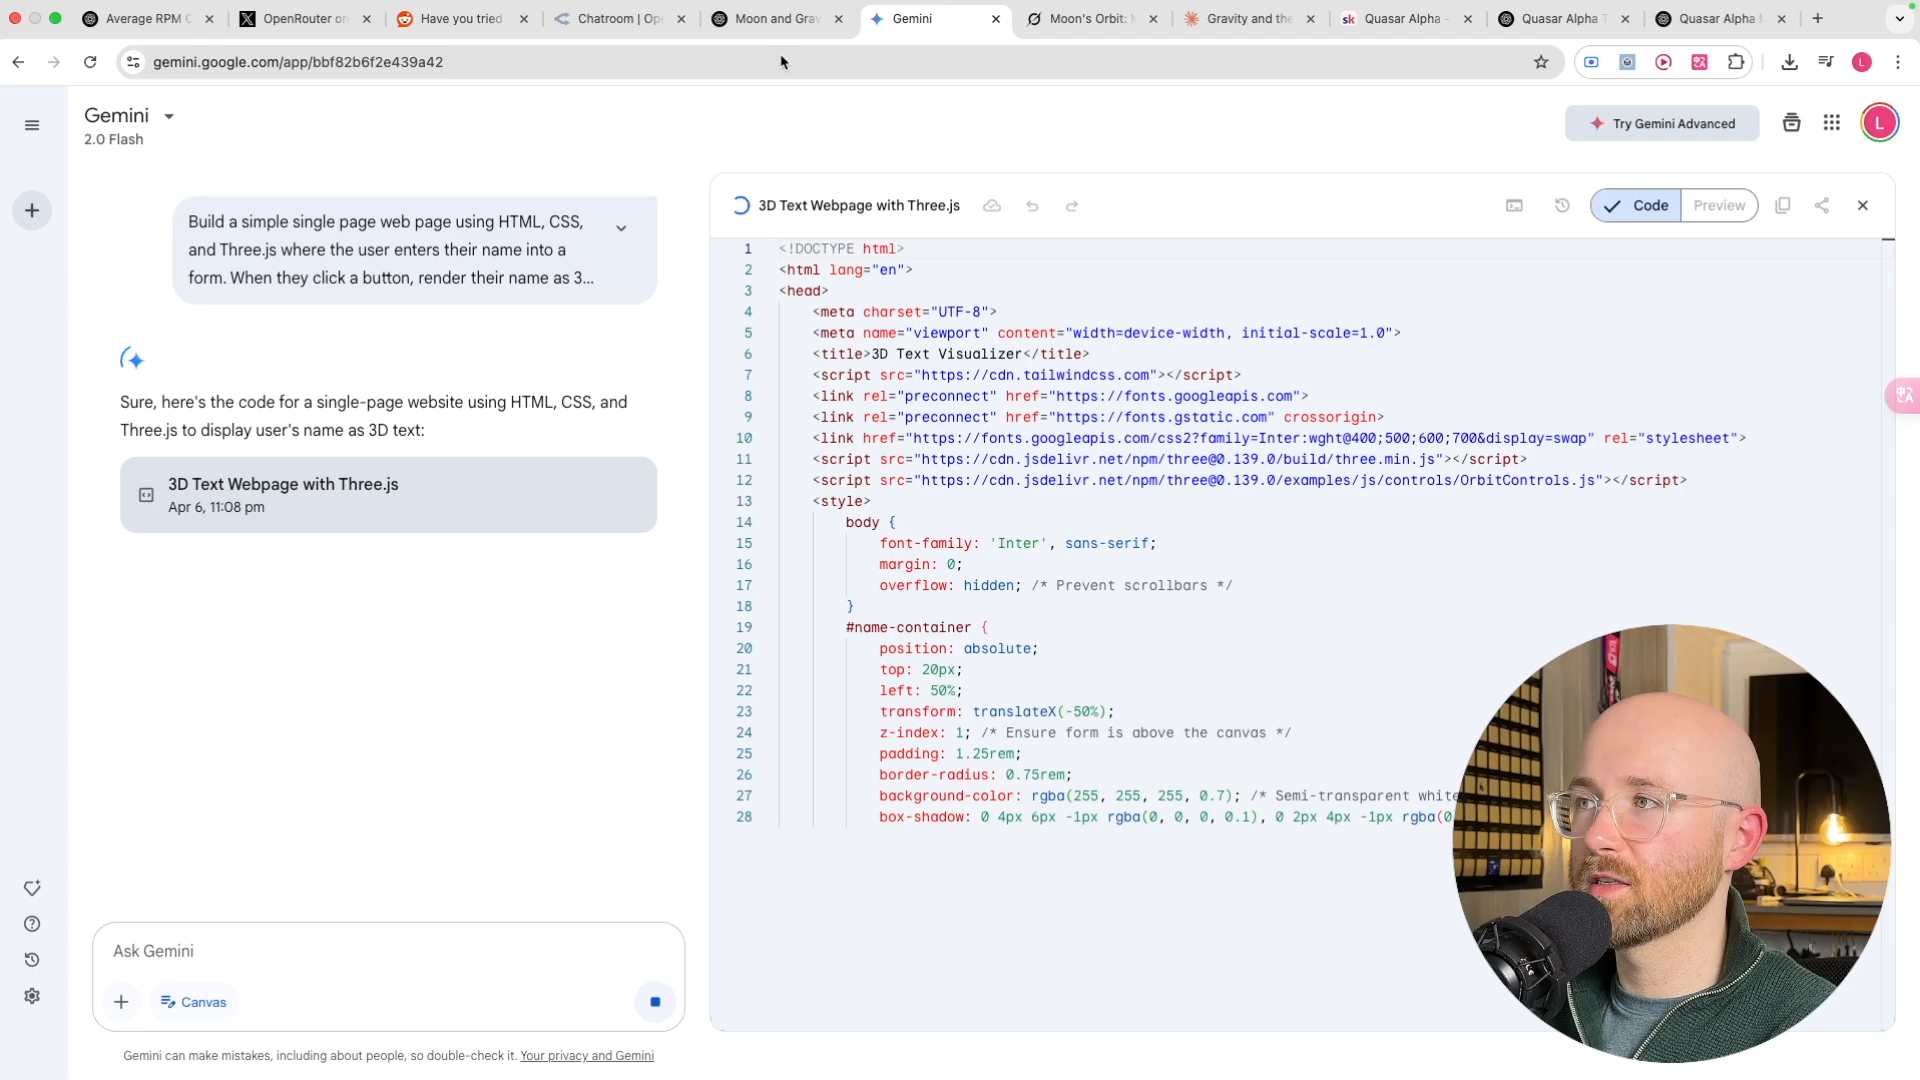 Average RPM C
OpenRouter on
Have you tried
Chatroom | Ope
Moon and Grav
Gemini
Moon's Orbit: M
Gravity and the
Quasar Alpha -
Quasar Alpha T
Quasar Alpha M
gemini.google.com/app/bbf82b6f2e439a42
L
Gemini
2.0 Flash
Try Gemini Advanced
L
Build a simple single page web page using HTML, CSS,
and Three.js where the user enters their name into a
form. When they click a button, render their name as 3...
Sure, here's the code for a single-page website using HTML, CSS, and
Three.js to display user's name as 3D text:
3D Text Webpage with Three.js
Apr 6, 11:08 pm
Ask Gemini
Canvas
Gemini can make mistakes, including about people, so double-check it. Your privacy and Gemini
3D Text Webpage with Three.js
Code
Preview
1 <!DOCTYPE html>
2 <html lang="en">
3 <head>
4 <meta charset="UTF-8">
5 <meta name="viewport" content="width=device-width, initial-scale=1.0">
6 <title>3D Text Visualizer</title>
7 <script src="https://cdn.tailwindcss.com"></script>
8 <link rel="preconnect" href="https://fonts.googleapis.com">
9 <link rel="preconnect" href="https://fonts.gstatic.com" crossorigin>
10 <link href="https://fonts.googleapis.com/css2?family=Inter:wght@400;500;600;700&display=swap" rel="stylesheet">
11 <script src="https://cdn.jsdelivr.net/npm/three@0.139.0/build/three.min.js"></script>
12 <script src="https://cdn.jsdelivr.net/npm/three@0.139.0/examples/js/controls/OrbitControls.js"></script>
13 <style>
14 body {
15 font-family: 'Inter', sans-serif;
16 margin: 0;
17 overflow: hidden; /* Prevent scrollbars */
18 }
19 #name-container {
20 position: absolute;
21 top: 20px;
22 left: 50%;
23 transform: translateX(-50%);
24 z-index: 1; /* Ensure form is above the canvas */
25 padding: 1.25rem;
26 border-radius: 0.75rem;
27 background-color: rgba(255, 255, 255, 0.7); /* Semi-transparent white
28 box-shadow: 0 4px 6px -1px rgba(0, 0, 0, 0.1), 0 2px 4px -1px rgba(0